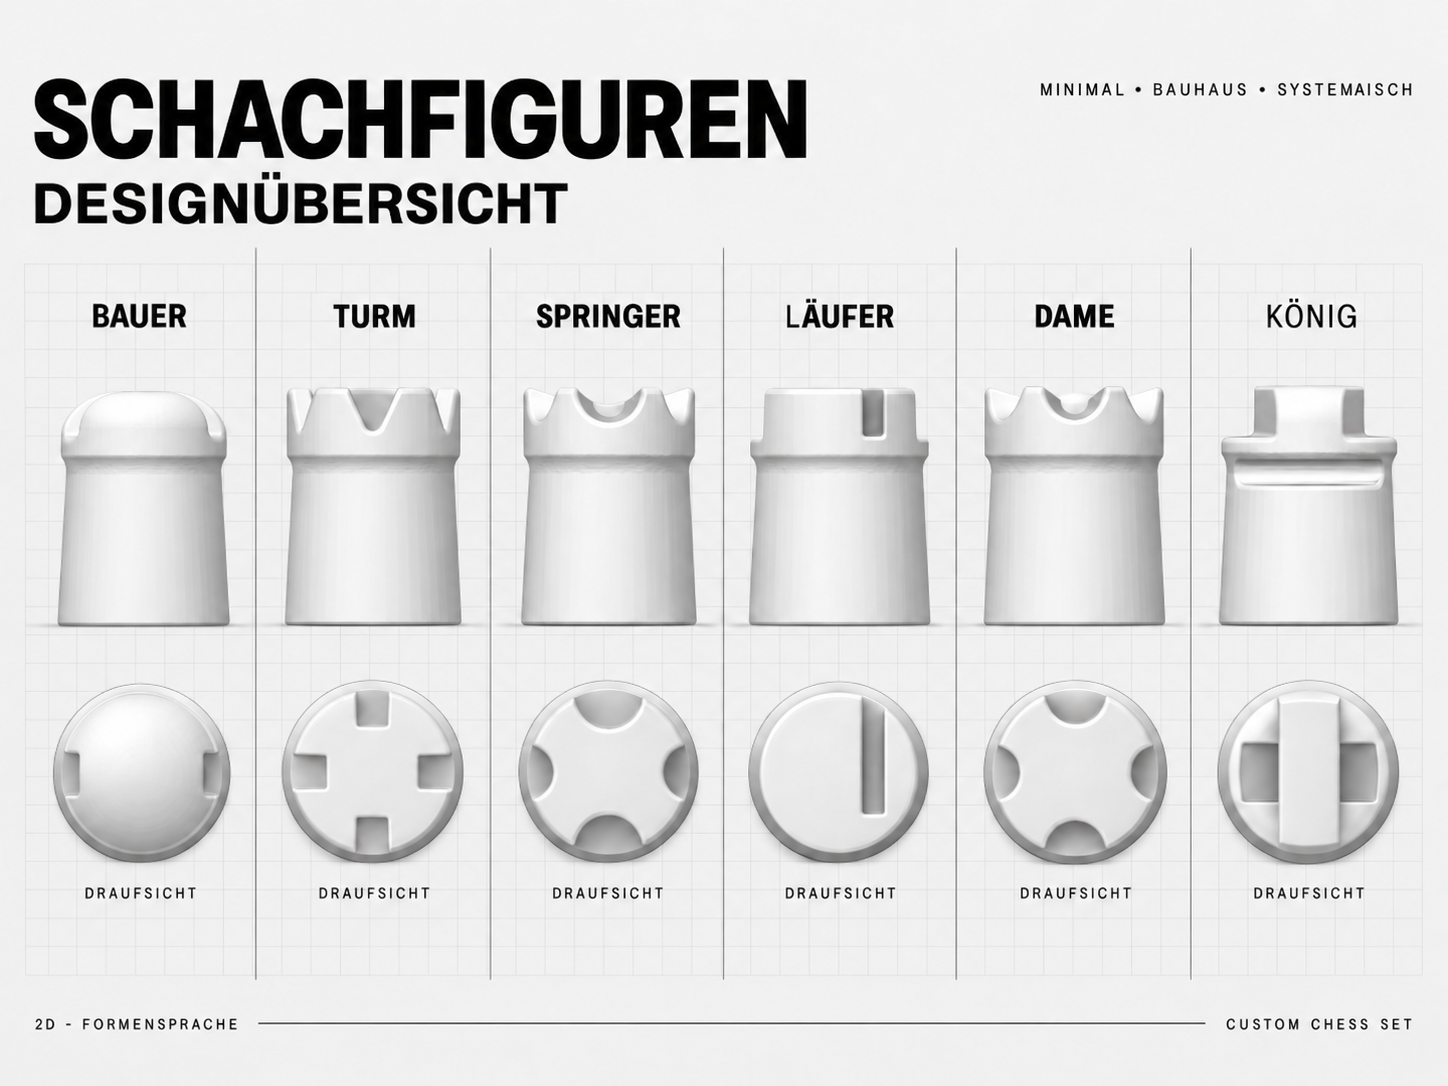 SCHACHFIGUREN
DESIGNÜBERSICHT
MINIMAL • BAUHAUS • SYSTEMAISCH
BAUER
TURM
SPRINGER
LÄUFER
DAME
KÖNIG
DRAUFSICHT
DRAUFSICHT
DRAUFSICHT
DRAUFSICHT
DRAUFSICHT
DRAUFSICHT
2D - FORMENSPRACHE
CUSTOM CHESS SET